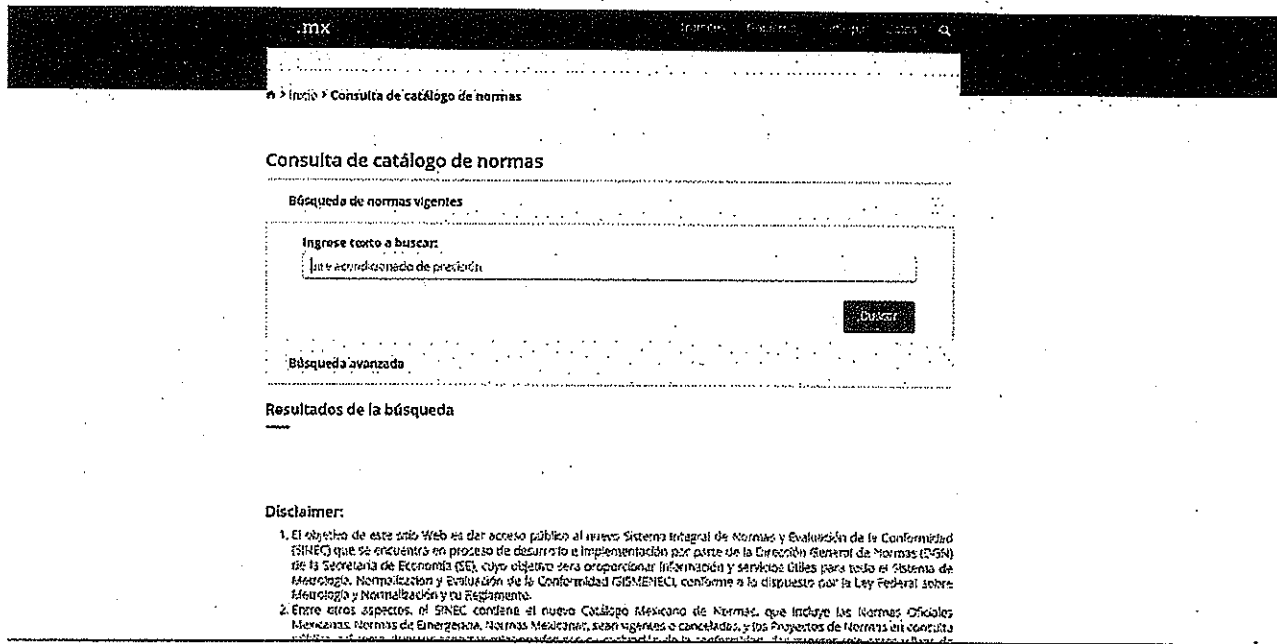 .mx
> Inicio > Consulta de catálogo de normas
Consulta de catálogo de normas
Búsqueda de normas vigentes
Ingrese texto a buscar:
acondicionado de precisión
Buscar
Búsqueda avanzada
Resultados de la búsqueda
Disclaimer:
1. El objetivo de este sitio Web es dar acceso público al nuevo Sistema Integral de Normas y Evaluación de la Conformidad
(SINEC) que se encuentra en proceso de desarrollo e implementación por parte de la Dirección General de Normas (DGN)
de la Secretaría de Economía (SE), cuyo objetivo será proporcionar información y servicios útiles para todo el Sistema de
Metrología, Normalización y Evaluación de la Conformidad (SISMENEC), conforme a lo dispuesto por la Ley Federal sobre
Metrología y Normalización y su Reglamento.
2. Entre otros aspectos, el SINEC contiene el nuevo Catálogo Mexicano de Normas, que incluye las Normas Oficiales
Mexicanas, Normas de Emergencia, Normas Mexicanas, sean vigentes o canceladas, y los Proyectos de Normas en consulta